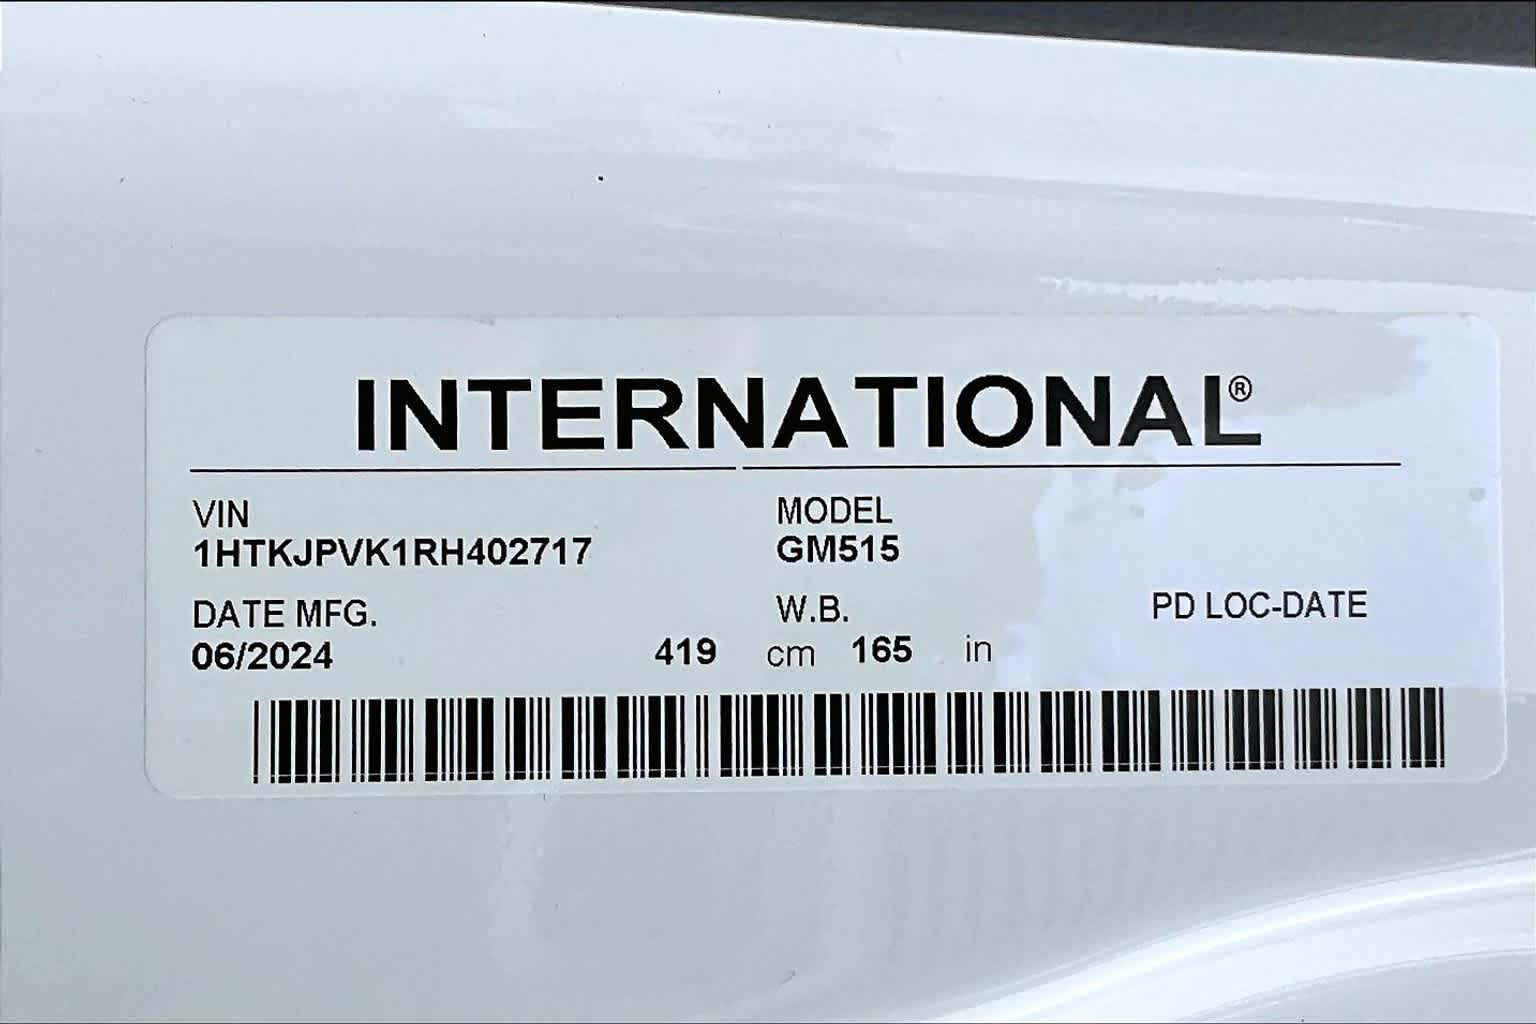 INTERNATIONAL®
VIN MODEL
1HTKJPVK1RH402717 GM515
DATE MFG. W.B. PD LOC-DATE
06/2024 419 cm 165 in